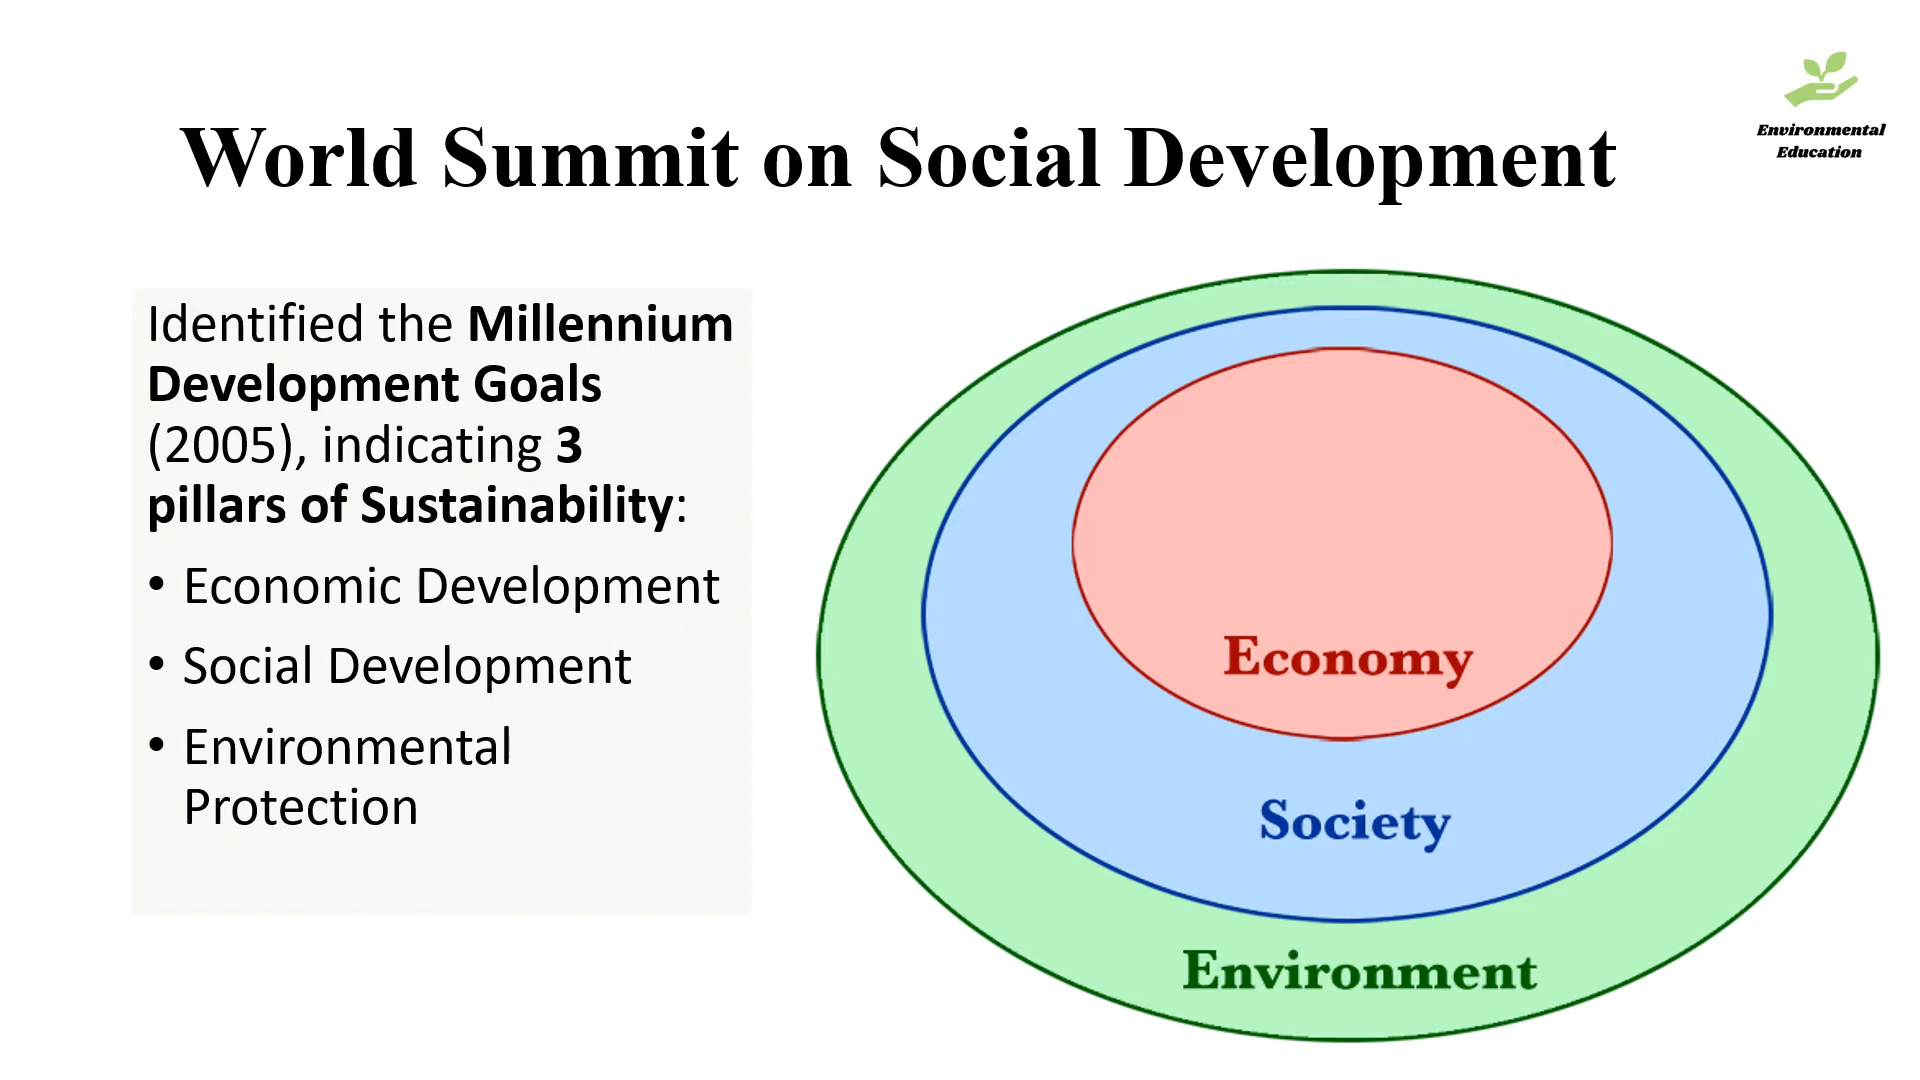 World Summit on Social Development
Environmental
Education
Identified the Millennium
Development Goals
(2005), indicating 3
pillars of Sustainability:
• Economic Development
• Social Development
• Environmental
Protection
Economy
Society
Environment